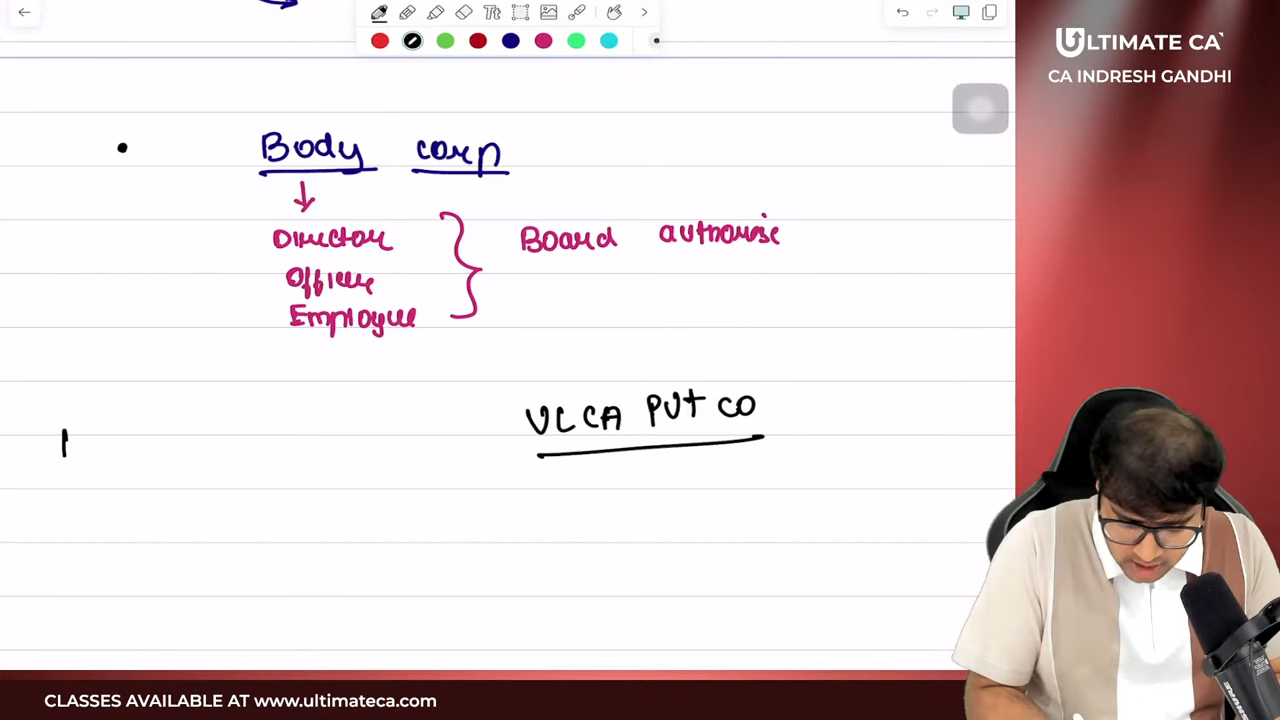 ULTIMATE CA
CA INDRESH GANDHI
Tt
Body corp
Director
Officer
Employee
Board authorise
ULCA PVT CO
CLASSES AVAILABLE AT www.ultimateca.com